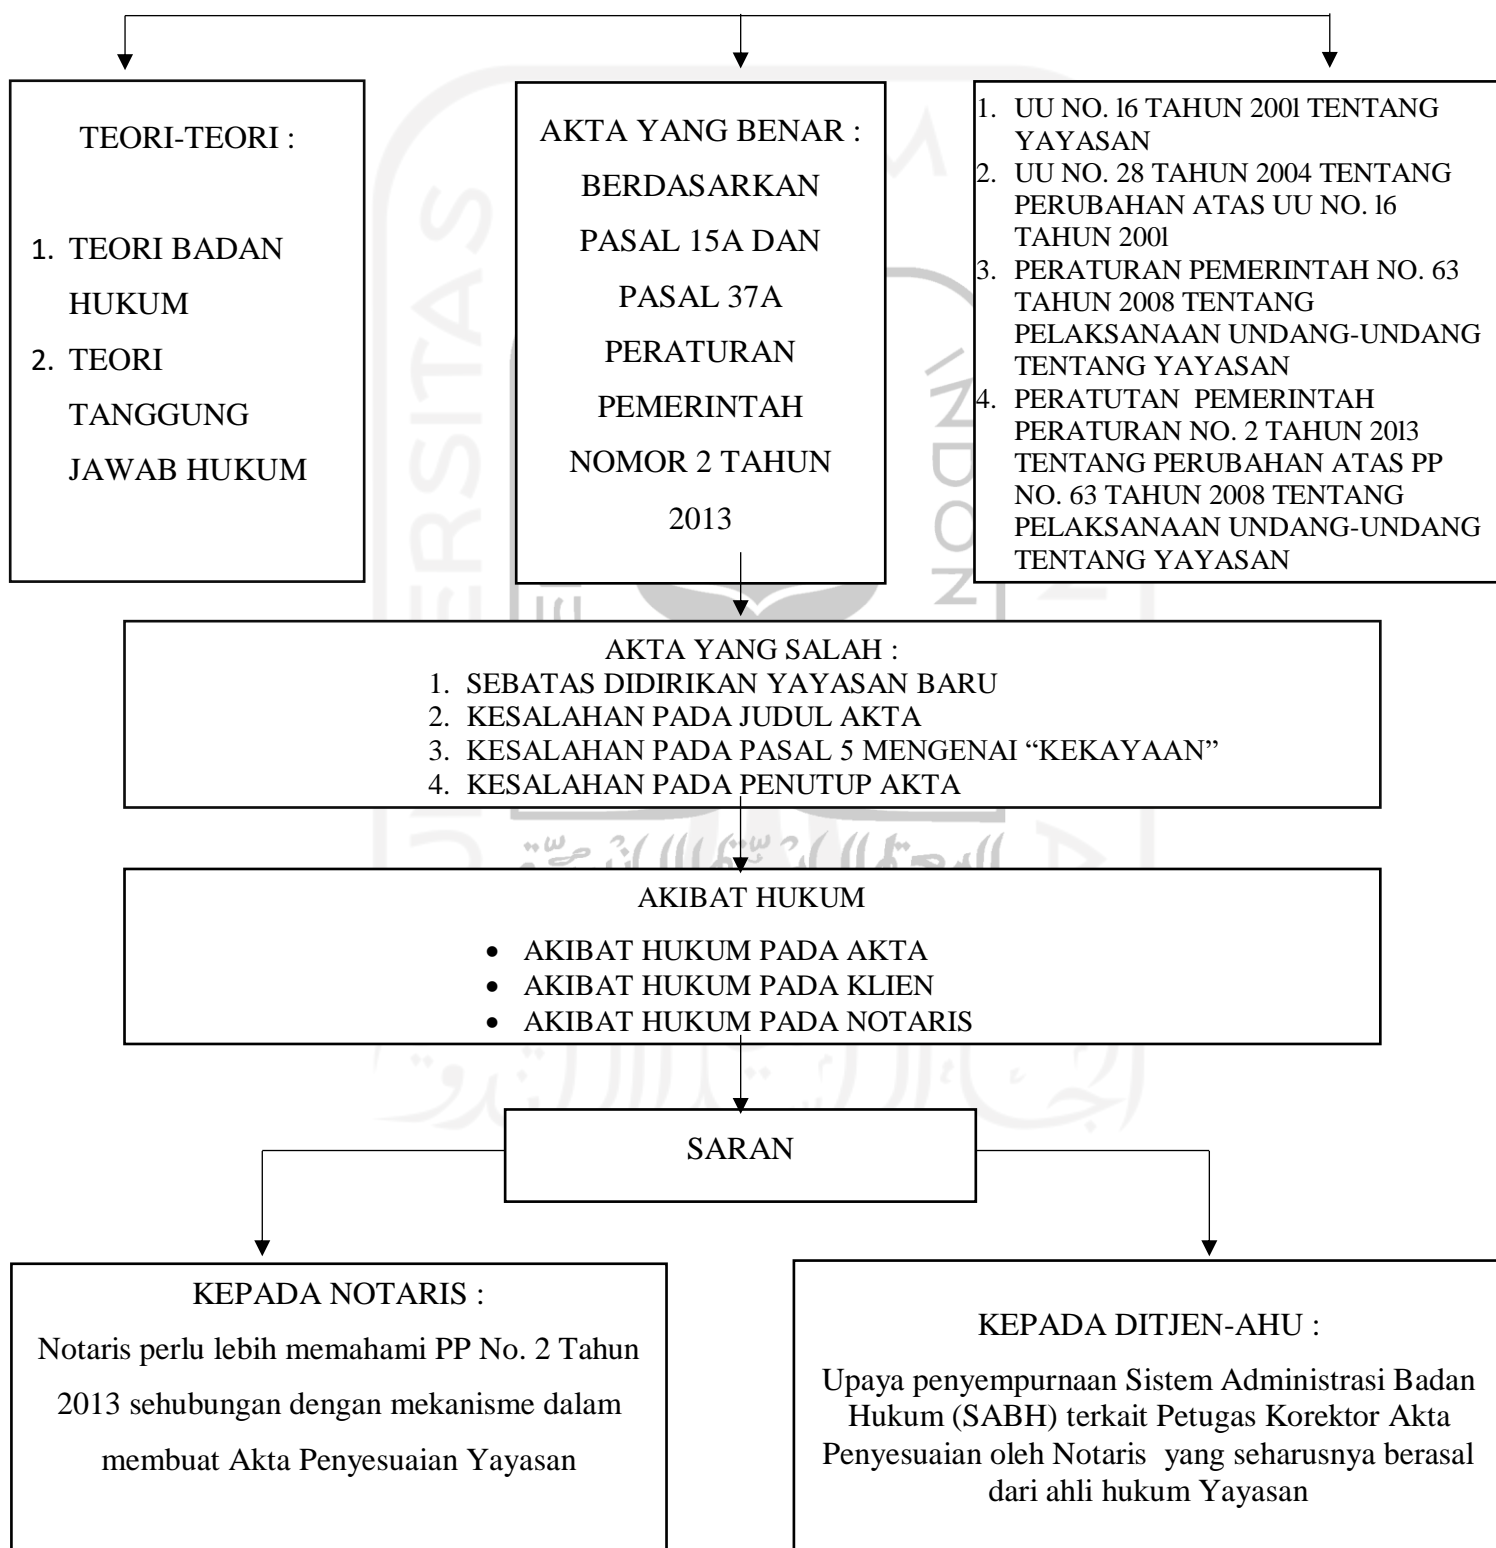 TEORI-TEORI :
1. TEORI BADAN
HUKUM
2. TEORI
TANGGUNG
JAWAB HUKUM
AKTA YANG BENAR :
BERDASARKAN
PASAL 15A DAN
PASAL 37A
PERATURAN
PEMERINTAH
NOMOR 2 TAHUN
2013
1. UU NO. l6 TAHUN 200l TENTANG
YAYASAN
2. UU NO. 28 TAHUN 2004 TENTANG
PERUBAHAN ATAS UU NO. l6
TAHUN 200l
3. PERATURAN PEMERINTAH NO. 63
TAHUN 2008 TENTANG
PELAKSANAAN UNDANG-UNDANG
TENTANG YAYASAN
4. PERATUTAN PEMERINTAH
PERATURAN NO. 2 TAHUN 20l3
TENTANG PERUBAHAN ATAS PP
NO. 63 TAHUN 2008 TENTANG
PELAKSANAAN UNDANG-UNDANG
TENTANG YAYASAN
AKTA YANG SALAH :
1. SEBATAS DIDIRIKAN YAYASAN BARU
2. KESALAHAN PADA JUDUL AKTA
3. KESALAHAN PADA PASAL 5 MENGENAI “KEKAYAAN”
4. KESALAHAN PADA PENUTUP AKTA
AKIBAT HUKUM
• AKIBAT HUKUM PADA AKTA
• AKIBAT HUKUM PADA KLIEN
• AKIBAT HUKUM PADA NOTARIS
SARAN
KEPADA NOTARIS :
Notaris perlu lebih memahami PP No. 2 Tahun
2013 sehubungan dengan mekanisme dalam
membuat Akta Penyesuaian Yayasan
KEPADA DITJEN-AHU :
Upaya penyempurnaan Sistem Administrasi Badan
Hukum (SABH) terkait Petugas Korektor Akta
Penyesuaian oleh Notaris yang seharusnya berasal
dari ahli hukum Yayasan